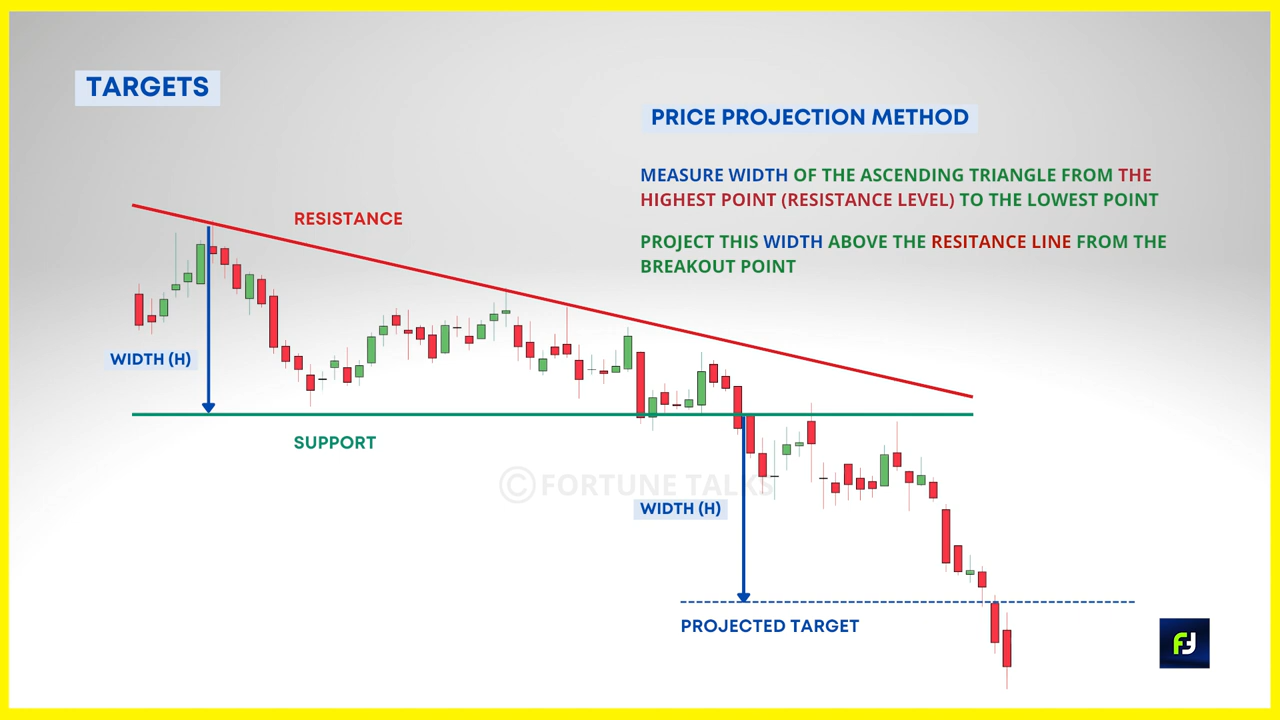 TARGETS
PRICE PROJECTION METHOD
MEASURE WIDTH OF THE ASCENDING TRIANGLE FROM THE
HIGHEST POINT (RESISTANCE LEVEL) TO THE LOWEST POINT
PROJECT THIS WIDTH ABOVE THE RESITANCE LINE FROM THE
BREAKOUT POINT
RESISTANCE
WIDTH (H)
SUPPORT
© FORTUNE TALKS
WIDTH (H)
PROJECTED TARGET